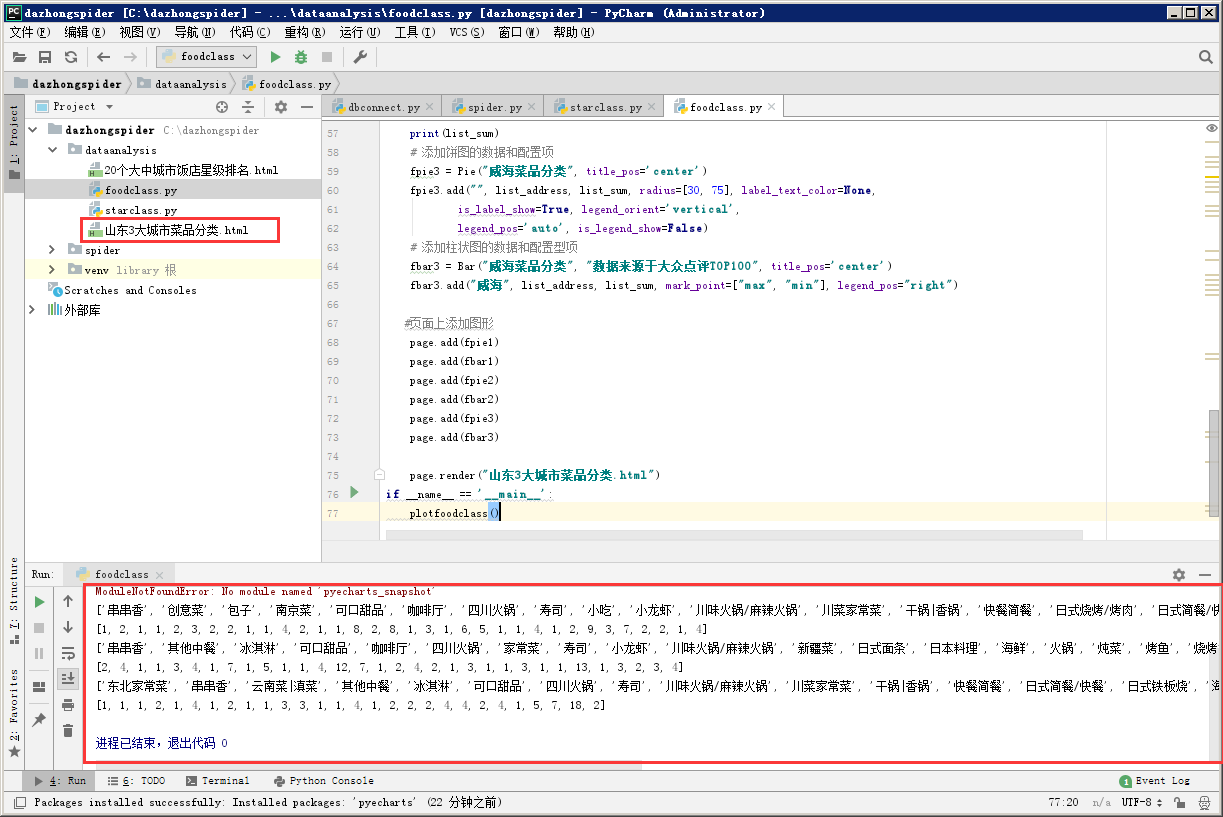 dazhongspider [C:\dazhongspider] - ...\dataanalysis\foodclass.py [dazhongspider] - PyCharm (Administrator)
文件(F) 编辑(E) 视图(V) 导航(N) 代码(C) 重构(R) 运行(U) 工具(T) VCS(S) 窗口(W) 帮助(H)
foodclass
dazhongspider dataanalysis foodclass.py
1: Project
Project
dbconnect.py spider.py starclass.py foodclass.py
dazhongspider C:\dazhongspider
dataanalysis
20个大中城市饭店星级排名.html
foodclass.py
starclass.py
山东3大城市菜品分类.html
spider
venv library 根
Scratches and Consoles
外部库
57 print(list_sum)
58 # 添加饼图的数据和配置项
59 fpie3 = Pie("威海菜品分类", title_pos='center')
60 fpie3.add("", list_address, list_sum, radius=[30, 75], label_text_color=None,
61 is_label_show=True, legend_orient='vertical',
62 legend_pos='auto', is_legend_show=False)
63 # 添加柱状图的数据和配置型项
64 fbar3 = Bar("威海菜品分类", "数据来源于大众点评TOP100", title_pos='center')
65 fbar3.add("威海", list_address, list_sum, mark_point=["max", "min"], legend_pos="right")
66
67 #页面上添加图形
68 page.add(fpie1)
69 page.add(fbar1)
70 page.add(fpie2)
71 page.add(fbar2)
72 page.add(fpie3)
73 page.add(fbar3)
74
75 page.render("山东3大城市菜品分类.html")
76 if __name__ == '__main__':
77 plotfoodclass()
7: Structure
2: Favorites
Run: foodclass
ModuleNotFoundError: No module named 'pyecharts_snapshot'
['串串香', '创意菜', '包子', '南京菜', '可口甜品', '咖啡厅', '四川火锅', '寿司', '小吃', '小龙虾', '川味火锅/麻辣火锅', '川菜家常菜', '干锅|香锅', '快餐简餐', '日式烧烤/烤肉', '日式简餐/快
[1, 2, 1, 1, 2, 3, 2, 2, 1, 1, 4, 2, 1, 1, 8, 2, 8, 1, 3, 1, 6, 5, 1, 1, 4, 1, 2, 9, 3, 7, 2, 2, 1, 4]
['串串香', '其他中餐', '冰淇淋', '可口甜品', '咖啡厅', '四川火锅', '家常菜', '寿司', '小龙虾', '川味火锅/麻辣火锅', '新疆菜', '日式面条', '日本料理', '海鲜', '火锅', '炖菜', '烤鱼', '烧烤
[2, 4, 1, 1, 3, 4, 1, 7, 1, 5, 1, 1, 4, 12, 7, 1, 2, 4, 2, 1, 3, 1, 1, 3, 1, 1, 13, 1, 3, 2, 3, 4]
['东北家常菜', '串串香', '云南菜|滇菜', '其他中餐', '冰淇淋', '可口甜品', '四川火锅', '寿司', '川味火锅/麻辣火锅', '川菜家常菜', '干锅|香锅', '快餐简餐', '日式简餐/快餐', '日式铁板烧', '海
[1, 1, 1, 2, 1, 4, 1, 2, 1, 1, 3, 3, 1, 1, 4, 1, 2, 2, 2, 4, 4, 2, 4, 1, 5, 7, 18, 2]
进程已结束，退出代码 0
4: Run 6: TODO Terminal Python Console 1 Event Log
Packages installed successfully: Installed packages: 'pyecharts' (22 分钟之前) 77:20 n/a UTF-8